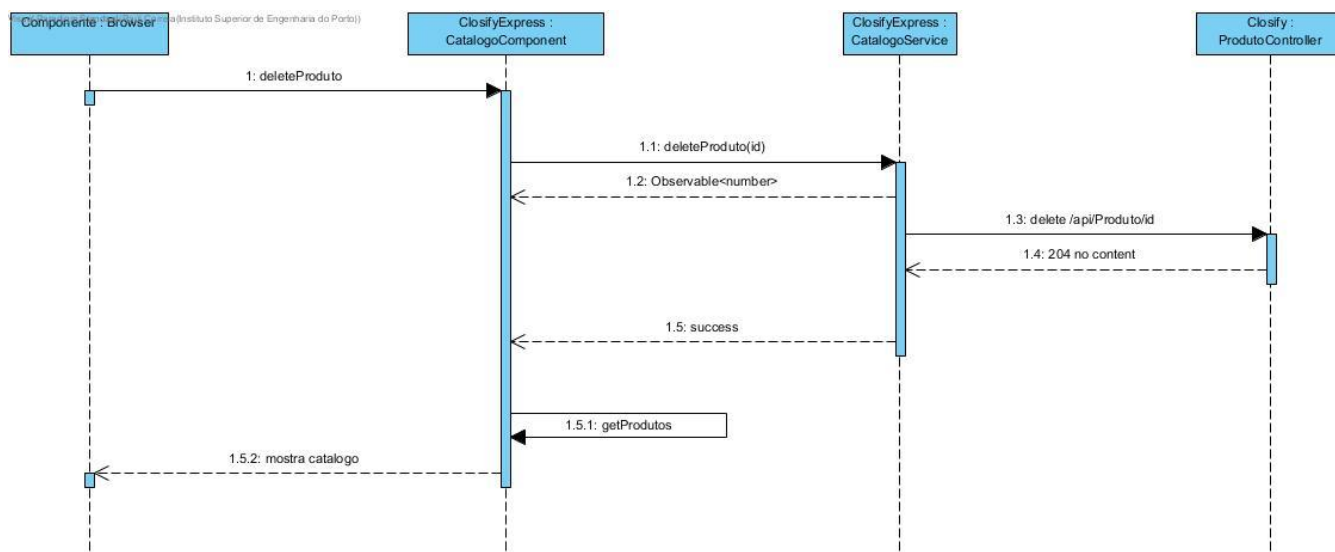 Componente : Browser
ClosifyExpress :
CatalogoComponent
ClosifyExpress :
CatalogoService
Closify :
ProdutoController
1: deleteProduto
1.1: deleteProduto(id)
1.2: Observable<number>
1.3: delete /api/Produto/id
1.4: 204 no content
1.5: success
1.5.1: getProdutos
1.5.2: mostra catalogo
(Instituto Superior de Engenharia do Porto))